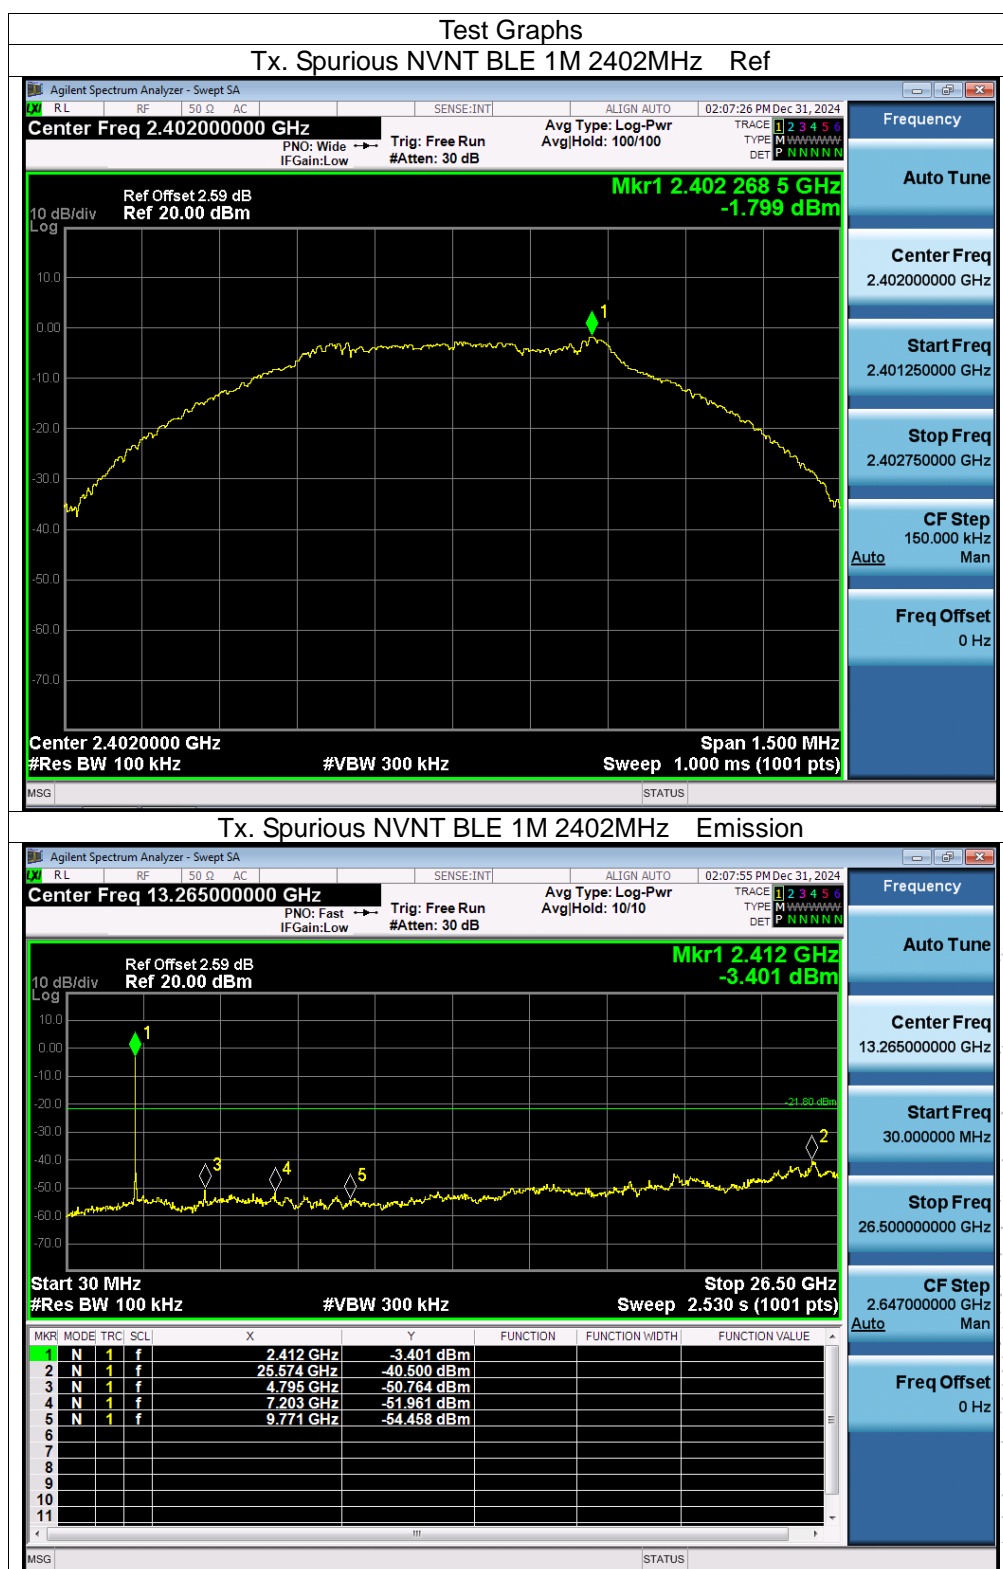 Test Graphs
Tx. Spurious NVNT BLE 1M 2402MHz    Ref
Agilent Spectrum Analyzer - Swept SA
LXI RL RF 50 Ω AC SENSE:INT ALIGN AUTO 02:07:26 PM Dec 31, 2024
Center Freq 2.402000000 GHz
PNO: Wide
IFGain:Low
Trig: Free Run
#Atten: 30 dB
Avg Type: Log-Pwr
Avg|Hold: 100/100
TRACE 1 2 3 4 5 6
TYPE M W W W W W
DET P N N N N N
Frequency
Auto Tune
Center Freq
2.402000000 GHz
Start Freq
2.401250000 GHz
Stop Freq
2.402750000 GHz
CF Step
150.000 kHz
Auto Man
Freq Offset
0 Hz
Mkr1 2.402 268 5 GHz
-1.799 dBm
Ref Offset 2.59 dB
10 dB/div Ref 20.00 dBm
Log
10.0
1
0.00
-10.0
-20.0
-30.0
-40.0
-50.0
-60.0
-70.0
Center 2.4020000 GHz Span 1.500 MHz
#Res BW 100 kHz #VBW 300 kHz Sweep 1.000 ms (1001 pts)
MSG STATUS
Tx. Spurious NVNT BLE 1M 2402MHz    Emission
Agilent Spectrum Analyzer - Swept SA
LXI RL RF 50 Ω AC SENSE:INT ALIGN AUTO 02:07:55 PM Dec 31, 2024
Center Freq 13.265000000 GHz
PNO: Fast
IFGain:Low
Trig: Free Run
#Atten: 30 dB
Avg Type: Log-Pwr
Avg|Hold: 10/10
TRACE 1 2 3 4 5 6
TYPE M W W W W W
DET P N N N N N
Frequency
Auto Tune
Center Freq
13.265000000 GHz
Start Freq
30.000000 MHz
Stop Freq
26.500000000 GHz
CF Step
2.647000000 GHz
Auto Man
Freq Offset
0 Hz
Mkr1 2.412 GHz
-3.401 dBm
Ref Offset 2.59 dB
10 dB/div Ref 20.00 dBm
Log
10.0
1
0.00
-10.0
-20.0 -21.80 dBm
-30.0
2
-40.0
3 4 5
-50.0
-60.0
-70.0
Start 30 MHz Stop 26.50 GHz
#Res BW 100 kHz #VBW 300 kHz Sweep 2.530 s (1001 pts)
MKR MODE TRC SCL X Y FUNCTION FUNCTION WIDTH FUNCTION VALUE
1 N 1 f 2.412 GHz -3.401 dBm
2 N 1 f 25.574 GHz -40.500 dBm
3 N 1 f 4.795 GHz -50.764 dBm
4 N 1 f 7.203 GHz -51.961 dBm
5 N 1 f 9.771 GHz -54.458 dBm
6
7
8
9
10
11
MSG STATUS